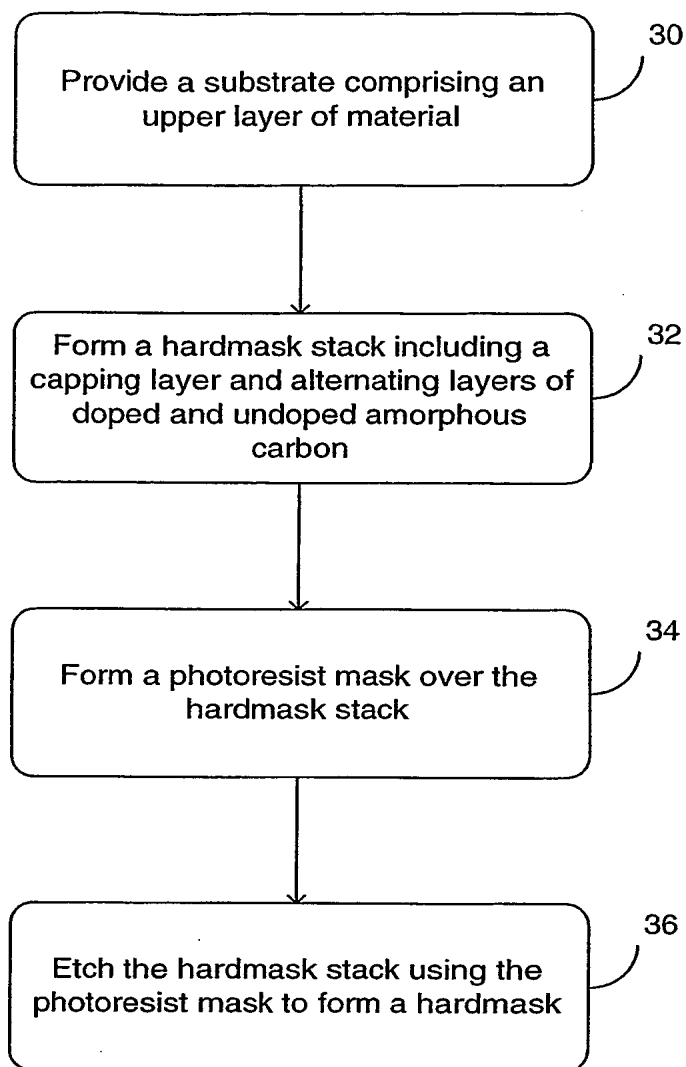 30
Provide a substrate comprising an
upper layer of material
32
Form a hardmask stack including a
capping layer and alternating layers of
doped and undoped amorphous
carbon
34
Form a photoresist mask over the
hardmask stack
36
Etch the hardmask stack using the
photoresist mask to form a hardmask